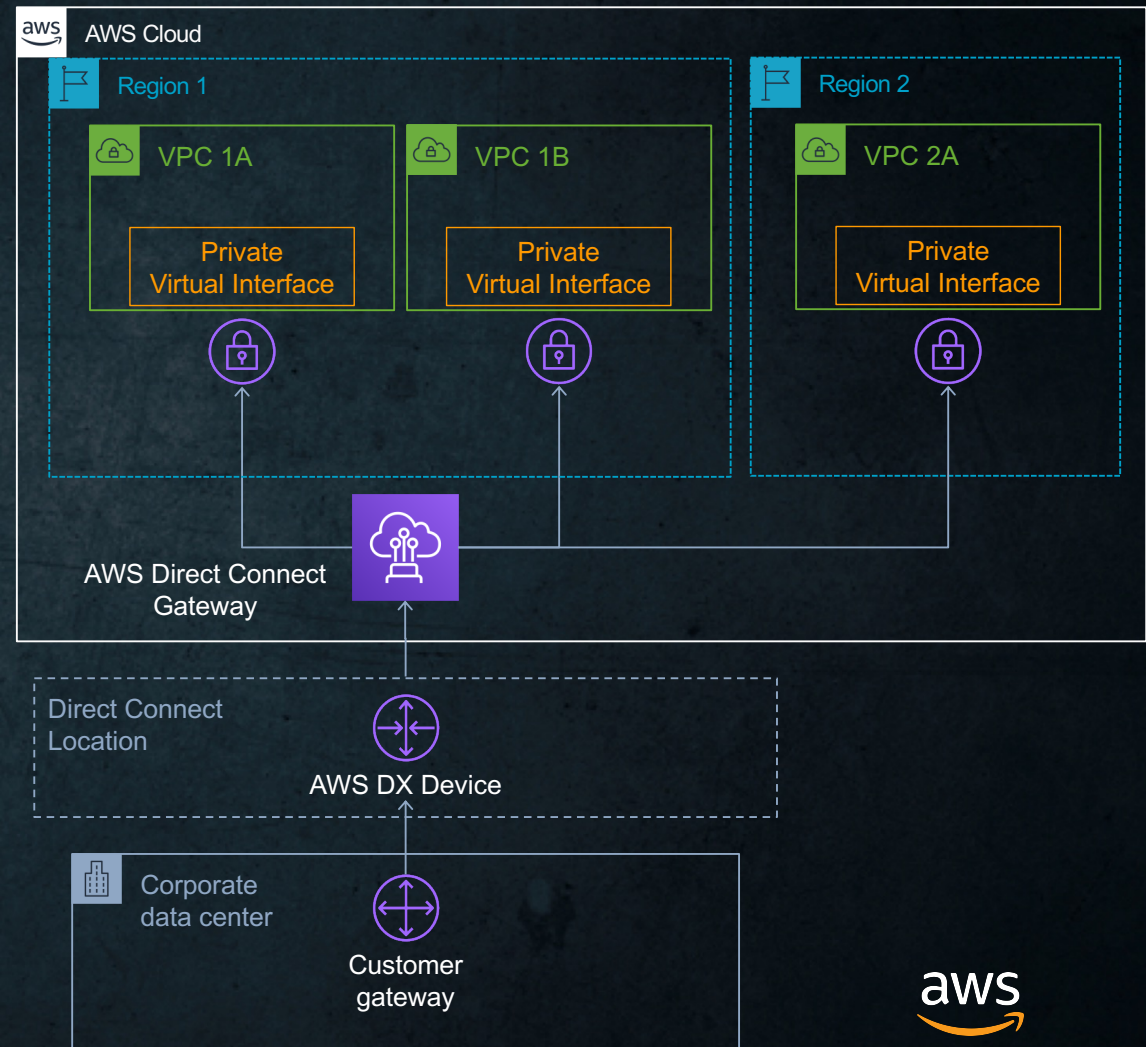 aws
AWS Cloud
Region 1
Region 2
VPC 1A
VPC 1B
VPC 2A
Private
Virtual Interface
Private
Virtual Interface
Private
Virtual Interface
AWS Direct Connect
Gateway
Direct Connect
Location
AWS DX Device
Corporate
data center
Customer
gateway
aws